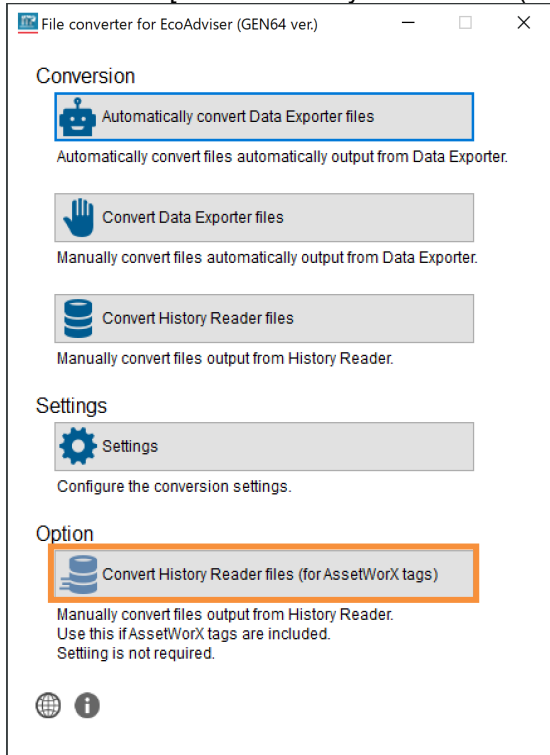 File converter for EcoAdviser (GEN64 ver.)
Conversion
Automatically convert Data Exporter files
Automatically convert files automatically output from Data Exporter.
Convert Data Exporter files
Manually convert files automatically output from Data Exporter.
Convert History Reader files
Manually convert files output from History Reader.
Settings
Settings
Configure the conversion settings.
Option
Convert History Reader files (for AssetWorX tags)
Manually convert files output from History Reader.
Use this if AssetWorX tags are included.
Settiing is not required.